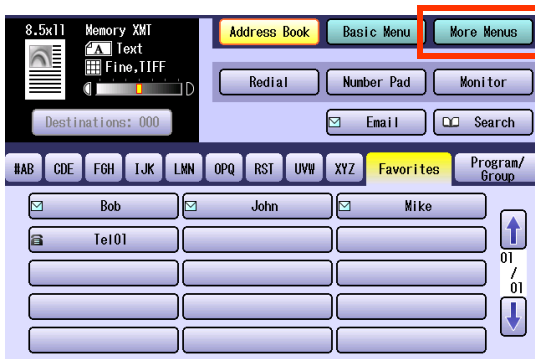 8.5x11 Memory XMT
A Text
Fine,TIFF
D
Destinations: 000
Address Book
Basic Menu
More Menus
Redial
Number Pad
Monitor
Email
Search
#AB
CDE
FGH
IJK
LMN
OPQ
RST
UVW
XYZ
Favorites
Program/
Group
Bob
John
Mike
Tel01
01
/
01